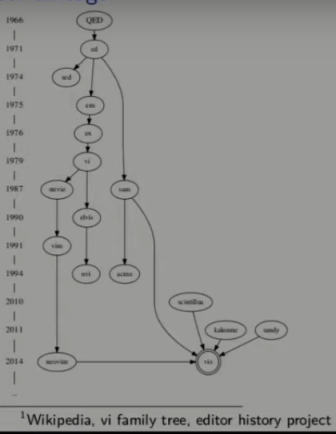 1966 QED
1971 ed
1974 sed
1975 em
1976 ex
1979 vi
1987 stevie sam
1990 elvis
1991 vim
1994 nvi acme
2010 scintillua
2011 kakoune sandy
2014 neovim vis
...
¹Wikipedia, vi family tree, editor history project